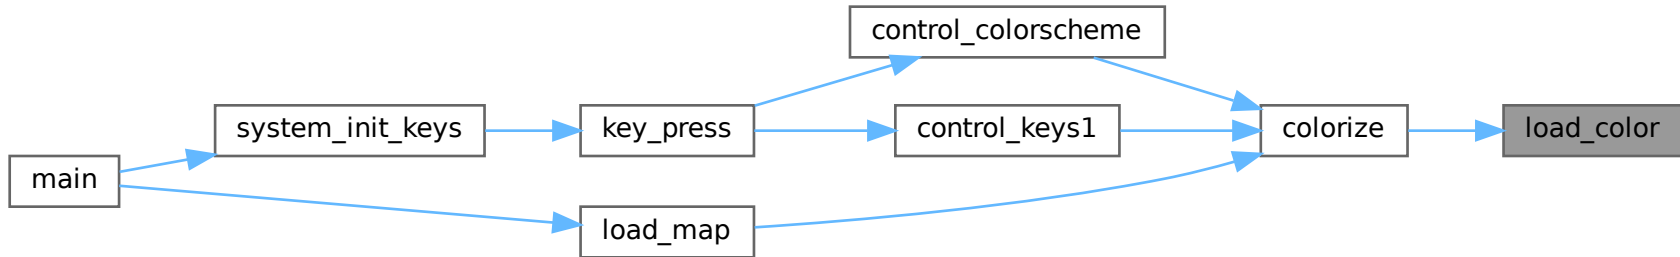 control_colorscheme
system_init_keys
key_press
control_keys1
colorize
load_color
main
load_map